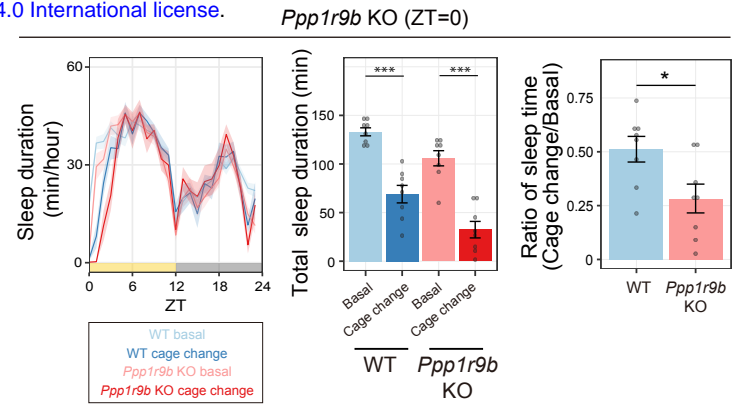 4.0 International license.
Ppp1r9b KO (ZT=0)
Sleep duration
(min/hour)
60
30
0
0 6 12 18 24
ZT
WT basal
WT cage change
Ppp1r9b KO basal
Ppp1r9b KO cage change
Total sleep duration (min)
*** ***
150
100
50
0
Basal
Cage change
Basal
Cage change
WT
Ppp1r9b
KO
Ratio of sleep time
(Cage change/Basal)
*
0.75
0.50
0.25
0
WT
Ppp1r9b
KO